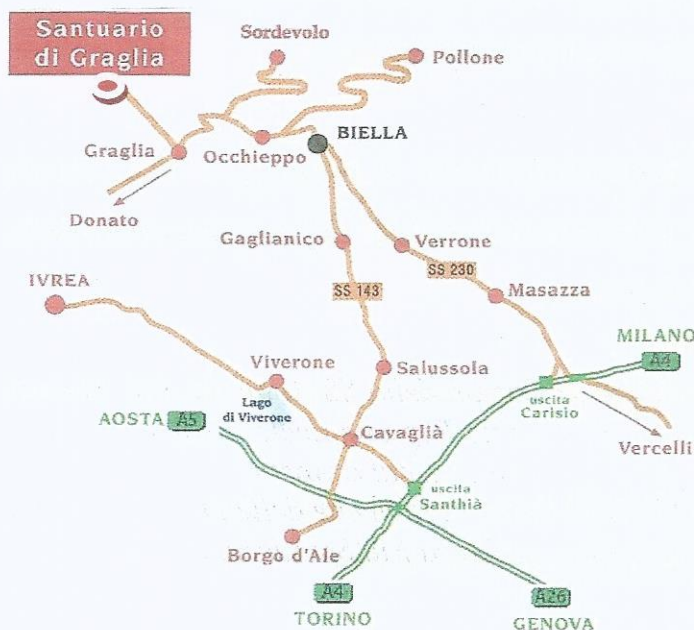 Santuario
di Graglia
Sordevolo
Pollone
BIELLA
Graglia
Occhieppo
Donato
Gaglianico
Verrone
SS 230
IVREA
SS 143
Masazza
MILANO
A4
Viverone
Salussola
Lago
di Viverone
uscita
Carisio
AOSTA A5
Cavaglià
Vercelli
uscita
Santhià
Borgo d'Ale
A4
TORINO
A26
GENOVA